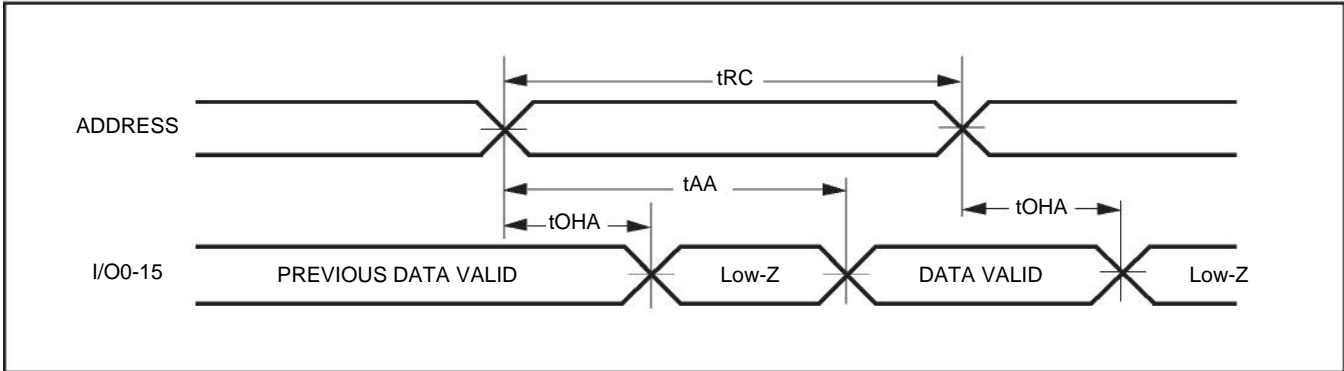 tRC
ADDRESS
tAA
tOHA
tOHA
I/O0-15
PREVIOUS DATA VALID
Low-Z
DATA VALID
Low-Z